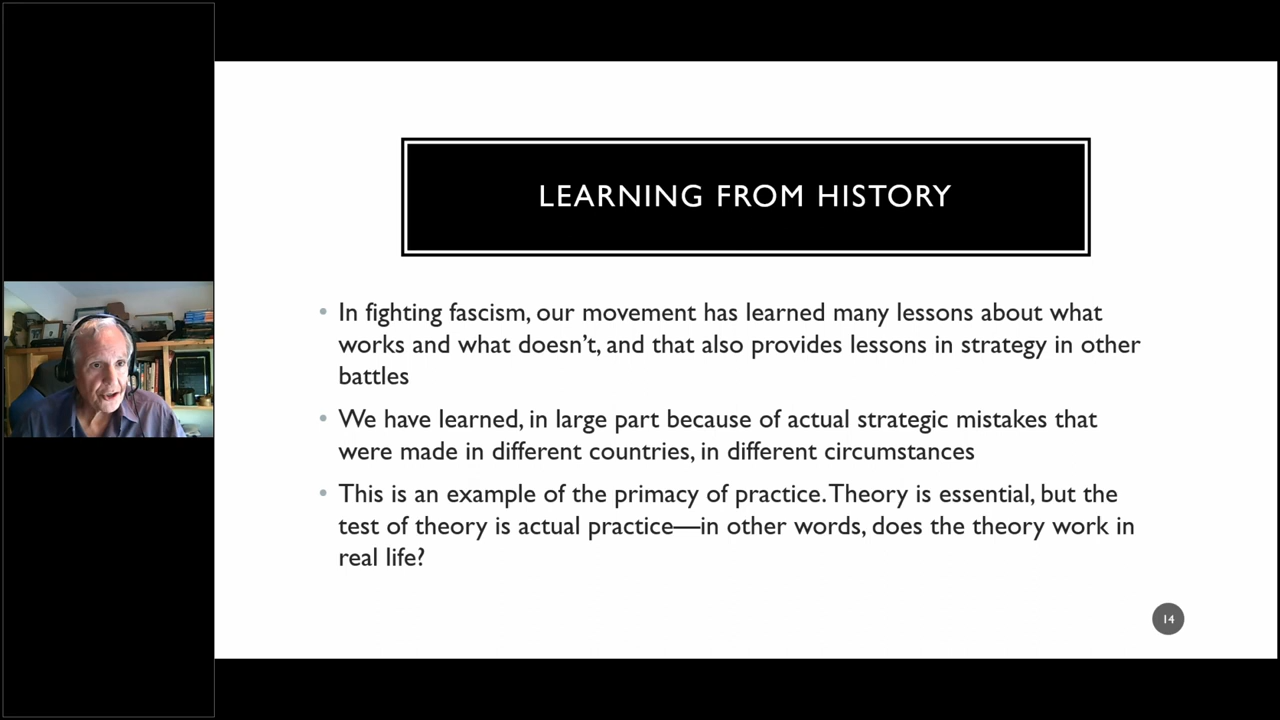 LEARNING FROM HISTORY
• In fighting fascism, our movement has learned many lessons about what
works and what doesn't, and that also provides lessons in strategy in other
battles
• We have learned, in large part because of actual strategic mistakes that
were made in different countries, in different circumstances
• This is an example of the primacy of practice. Theory is essential, but the
test of theory is actual practice—in other words, does the theory work in
real life?
14